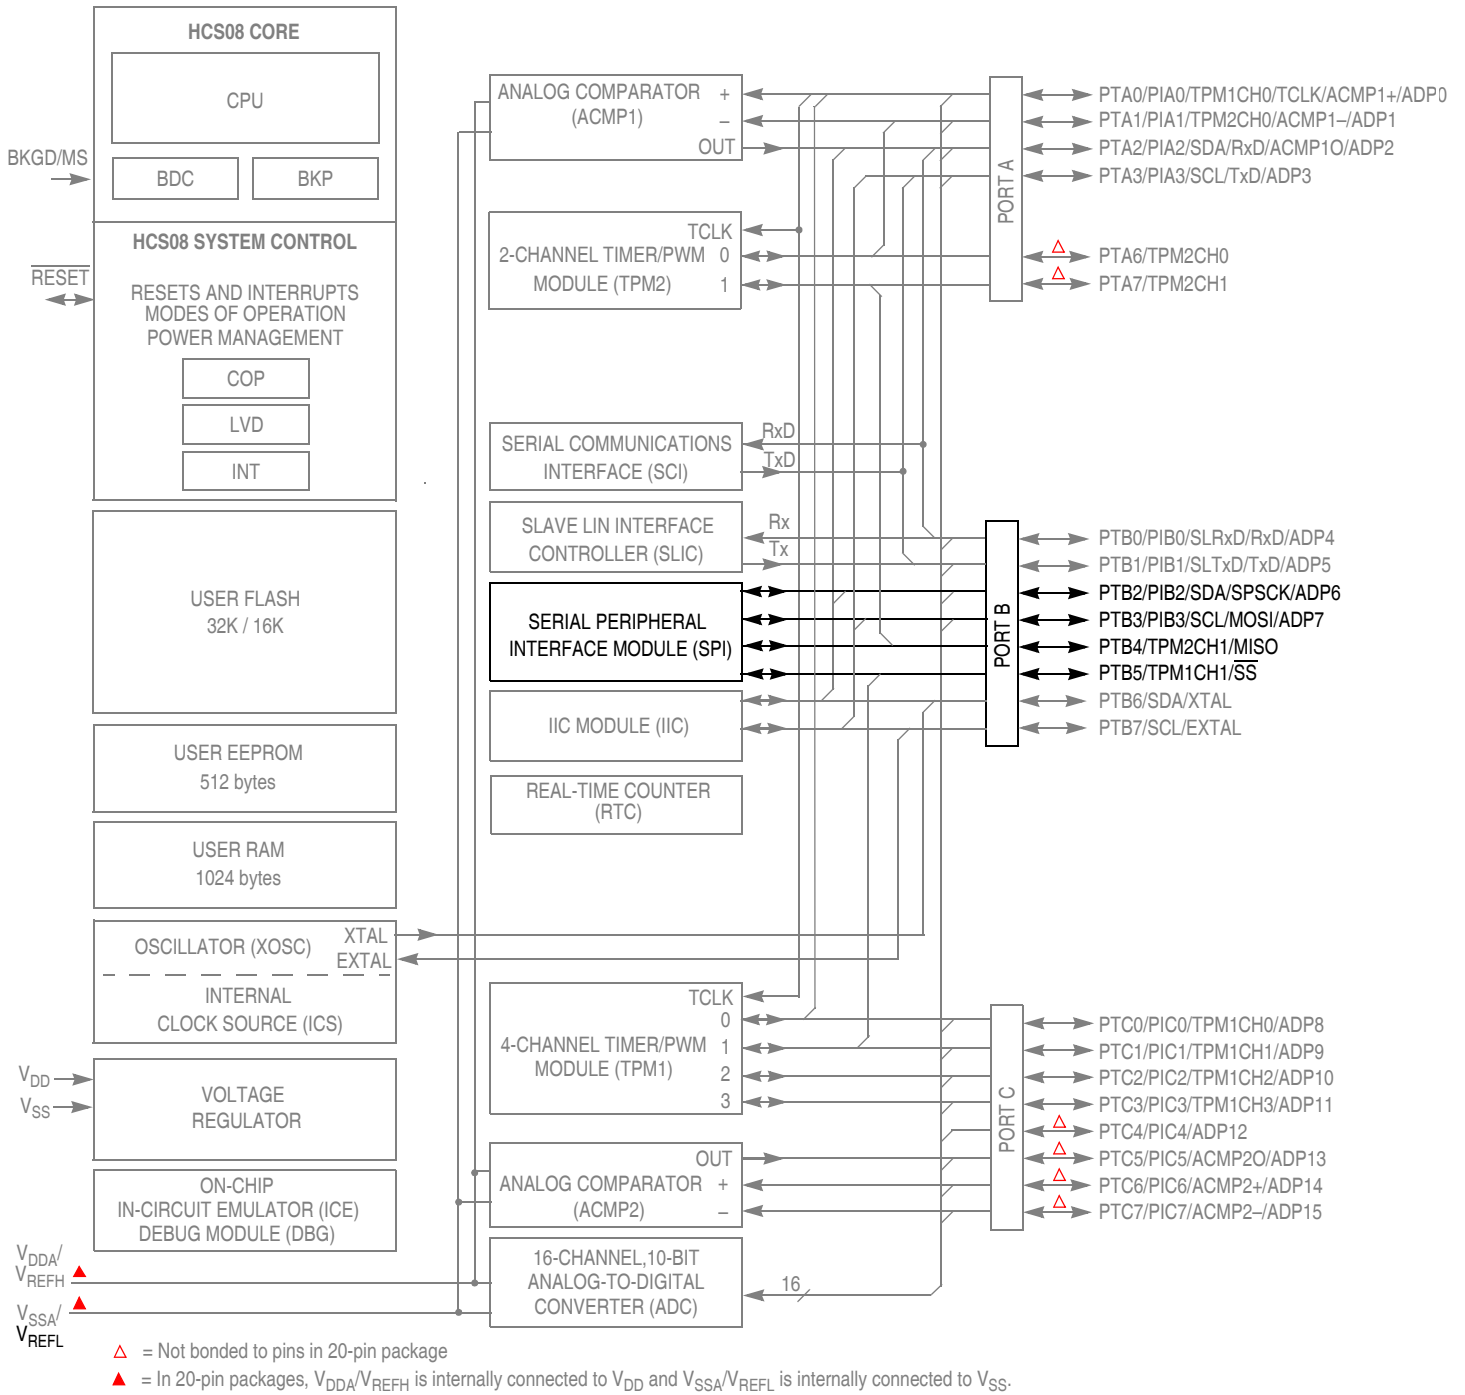 HCS08 CORE
CPU
BDC
BKP
BKGD/MS
HCS08 SYSTEM CONTROL
RESET
RESETS AND INTERRUPTS
MODES OF OPERATION
POWER MANAGEMENT
COP
LVD
INT
USER FLASH
32K / 16K
USER EEPROM
512 bytes
USER RAM
1024 bytes
OSCILLATOR (XOSC)
XTAL
EXTAL
INTERNAL
CLOCK SOURCE (ICS)
VDD
VSS
VOLTAGE
REGULATOR
ON-CHIP
IN-CIRCUIT EMULATOR (ICE)
DEBUG MODULE (DBG)
VDDA/
VREFH
VSSA/
VREFL
ANALOG COMPARATOR
(ACMP1)
+
–
OUT
TCLK
2-CHANNEL TIMER/PWM
MODULE (TPM2)
0
1
SERIAL COMMUNICATIONS
INTERFACE (SCI)
RxD
TxD
SLAVE LIN INTERFACE
CONTROLLER (SLIC)
Rx
Tx
SERIAL PERIPHERAL
INTERFACE MODULE (SPI)
IIC MODULE (IIC)
REAL-TIME COUNTER
(RTC)
TCLK
0
4-CHANNEL TIMER/PWM
MODULE (TPM1)
1
2
3
OUT
ANALOG COMPARATOR
(ACMP2)
+
–
16-CHANNEL,10-BIT
ANALOG-TO-DIGITAL
CONVERTER (ADC)
16
PORT A
PTA0/PIA0/TPM1CH0/TCLK/ACMP1+/ADP0
PTA1/PIA1/TPM2CH0/ACMP1–/ADP1
PTA2/PIA2/SDA/RxD/ACMP1O/ADP2
PTA3/PIA3/SCL/TxD/ADP3
PTA6/TPM2CH0
PTA7/TPM2CH1
PORT B
PTB0/PIB0/SLRxD/RxD/ADP4
PTB1/PIB1/SLTxD/TxD/ADP5
PTB2/PIB2/SDA/SPSCK/ADP6
PTB3/PIB3/SCL/MOSI/ADP7
PTB4/TPM2CH1/MISO
PTB5/TPM1CH1/SS
PTB6/SDA/XTAL
PTB7/SCL/EXTAL
PORT C
PTC0/PIC0/TPM1CH0/ADP8
PTC1/PIC1/TPM1CH1/ADP9
PTC2/PIC2/TPM1CH2/ADP10
PTC3/PIC3/TPM1CH3/ADP11
PTC4/PIC4/ADP12
PTC5/PIC5/ACMP2O/ADP13
PTC6/PIC6/ACMP2+/ADP14
PTC7/PIC7/ACMP2–/ADP15
△ = Not bonded to pins in 20-pin package
▲ = In 20-pin packages, VDDA/VREFH is internally connected to VDD and VSSA/VREFL is internally connected to VSS.